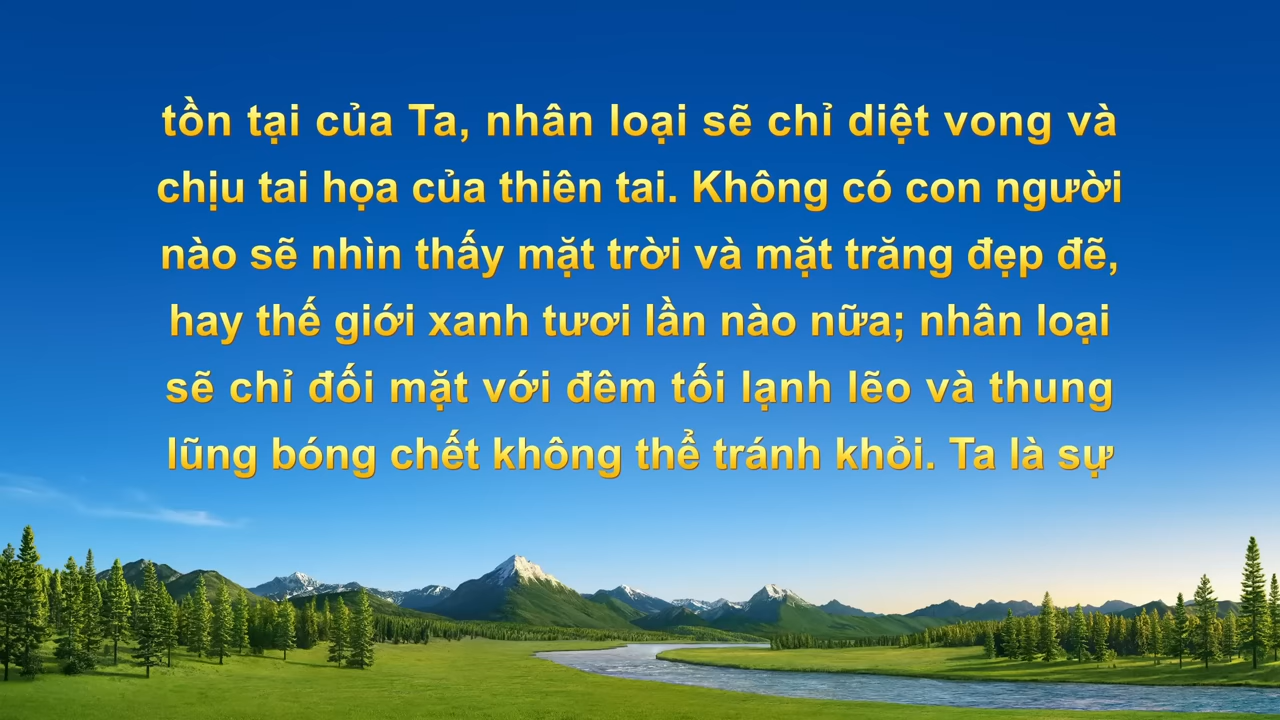 tồn tại của Ta, nhân loại sẽ chỉ diệt vong và
chịu tai họa của thiên tai. Không có con người
nào sẽ nhìn thấy mặt trời và mặt trăng đẹp đẽ,
hay thế giới xanh tươi lần nào nữa; nhân loại
sẽ chỉ đối mặt với đêm tối lạnh lẽo và thung
lũng bóng chết không thể tránh khỏi. Ta là sự